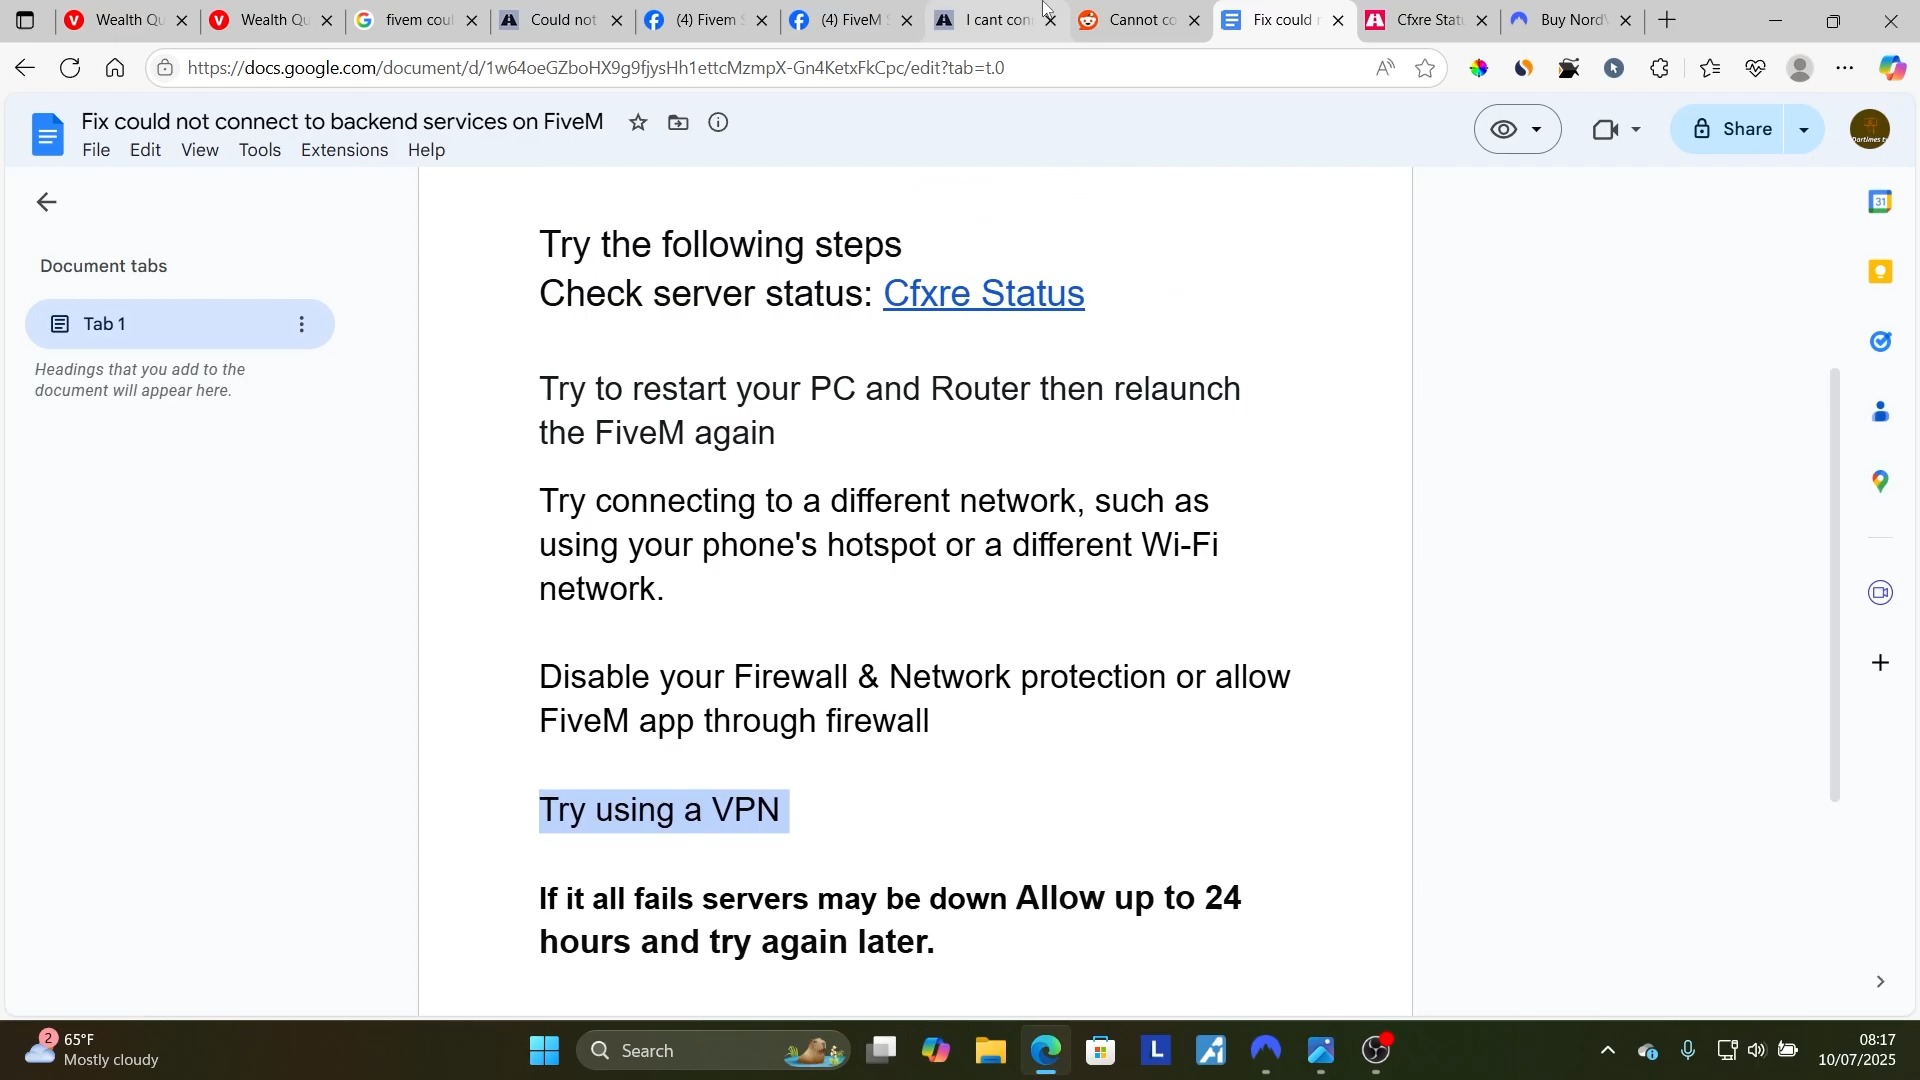 Wealth Qu
Wealth Qu
fivem coul
Could not
(4) Fivem S
(4) FiveM S
I cant con
Cannot co
Fix could n
Cfxre Stat
Buy NordV
https://docs.google.com/document/d/1w64oeGZboHX9g9fjysHh1ettcMzmpX-Gn4KetxFkCpc/edit?tab=t.0
Fix could not connect to backend services on FiveM
File Edit View Tools Extensions Help
Share
Document tabs
Tab 1
Headings that you add to the
document will appear here.
Try the following steps
Check server status: Cfxre Status
Try to restart your PC and Router then relaunch
the FiveM again
Try connecting to a different network, such as
using your phone's hotspot or a different Wi-Fi
network.
Disable your Firewall & Network protection or allow
FiveM app through firewall
Try using a VPN
If it all fails servers may be down Allow up to 24
hours and try again later.
31
2
65°F
Mostly cloudy
Search
L
08:17
10/07/2025